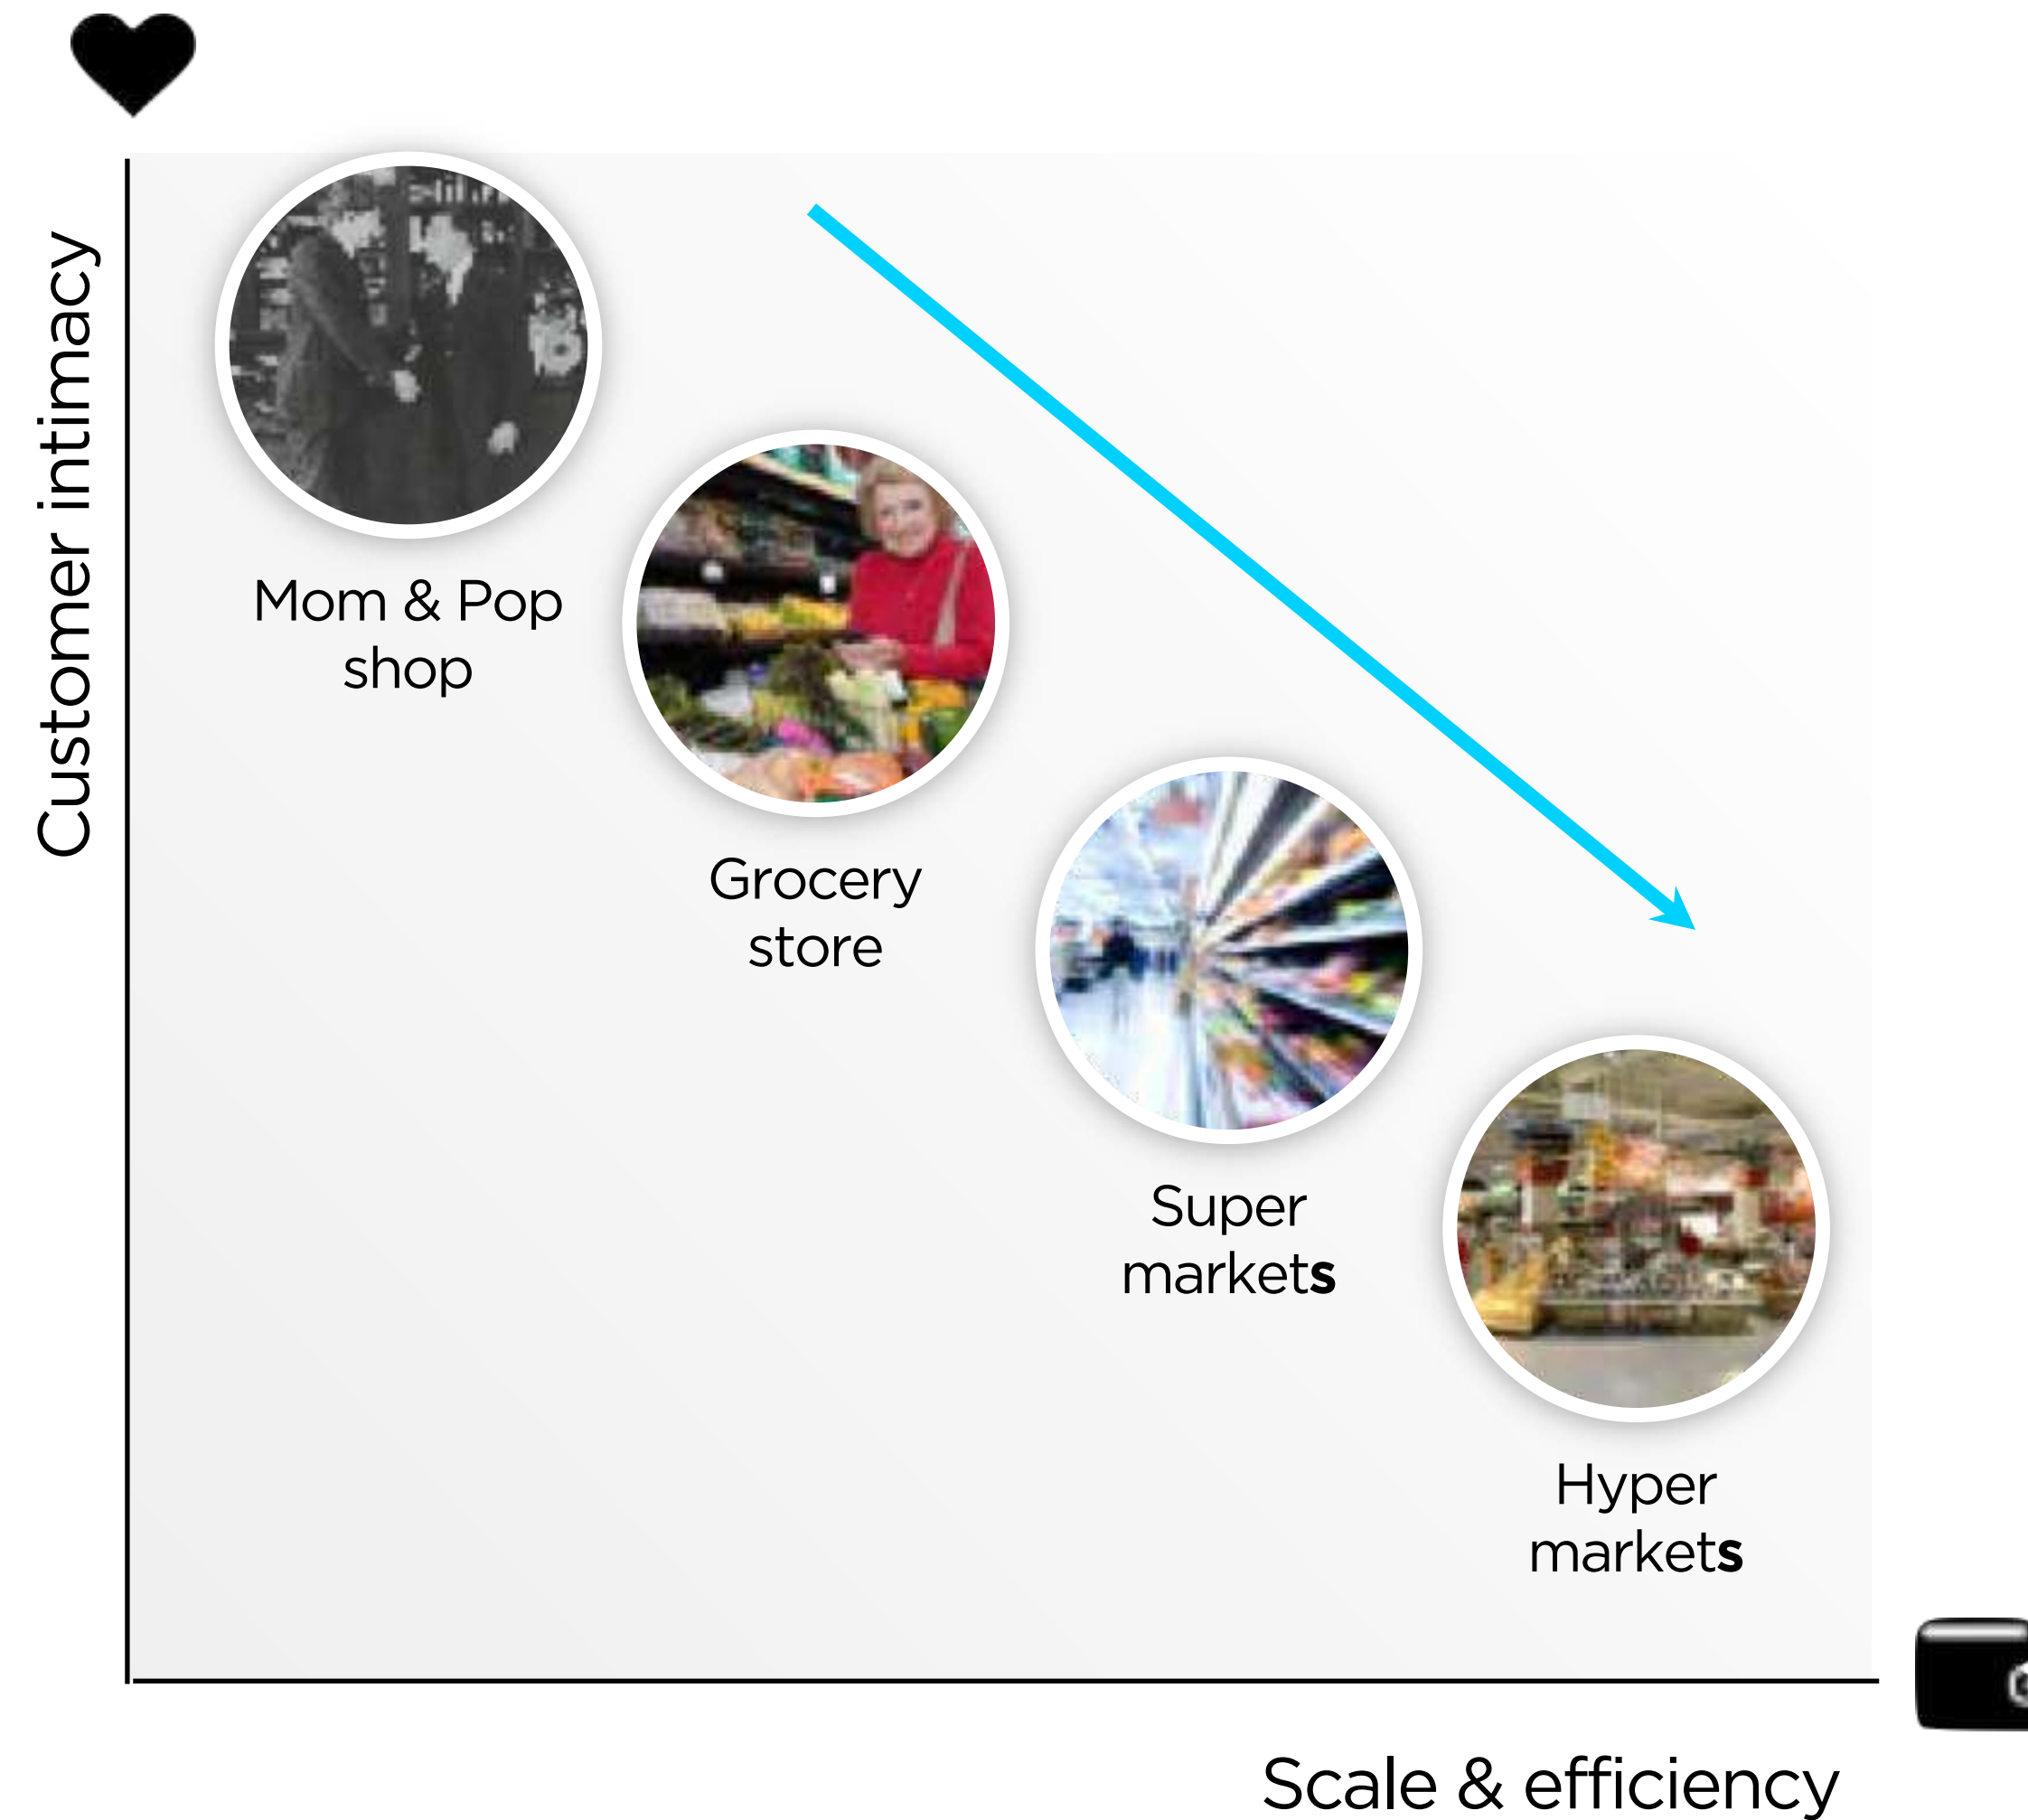 Customer intimacy
Mom & Pop
shop
Grocery
store
Super
markets
Hyper
markets
Scale & efficiency